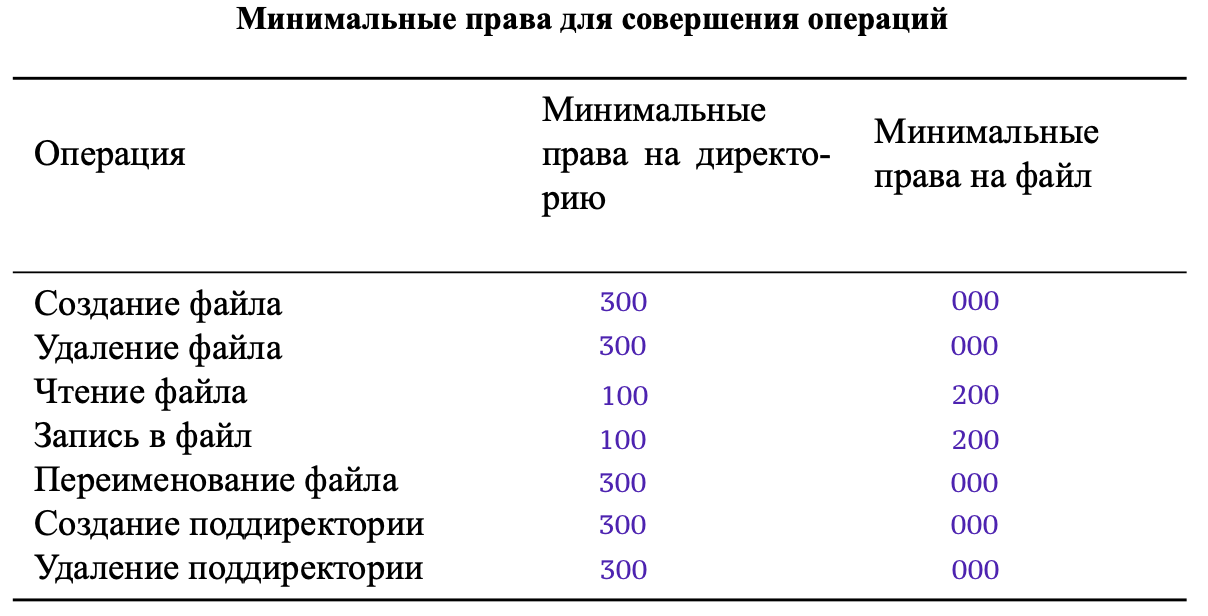 Минимальные права для совершения операций
Минимальные
права на директо-
рию
Операция
Минимальные
права на файл
Создание файла 300 000
Удаление файла 300 000
Чтение файла 100 200
Запись в файл 100 200
Переименование файла 300 000
Создание поддиректории 300 000
Удаление поддиректории 300 000